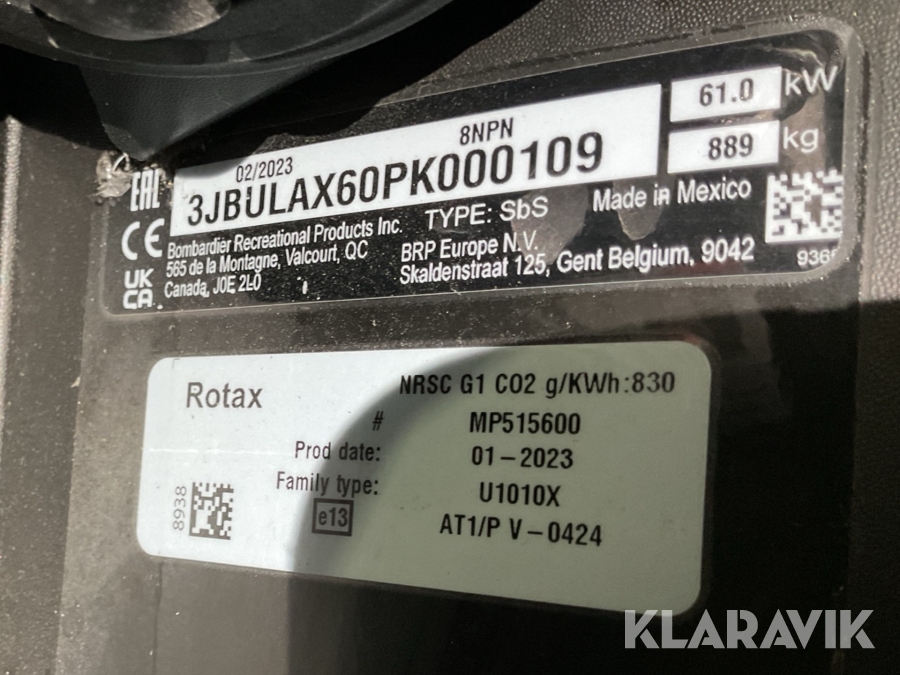 02/2023
8NPN
61.0 kW
3JBULAX60PK000109
889 kg
EAC
CE
UK
CA
Bombardier Recreational Products Inc.
565 de la Montagne, Valcourt, QC
Canada, J0E 2L0
TYPE: SbS
Made in Mexico
BRP Europe N.V.
Skaldenstraat 125, Gent Belgium, 9042
Rotax
NRSC G1 CO2 g/KWh:830
# MP515600
Prod date: 01-2023
Family type: U1010X
8938
e13
AT1/P V-0424
KLARAVIK